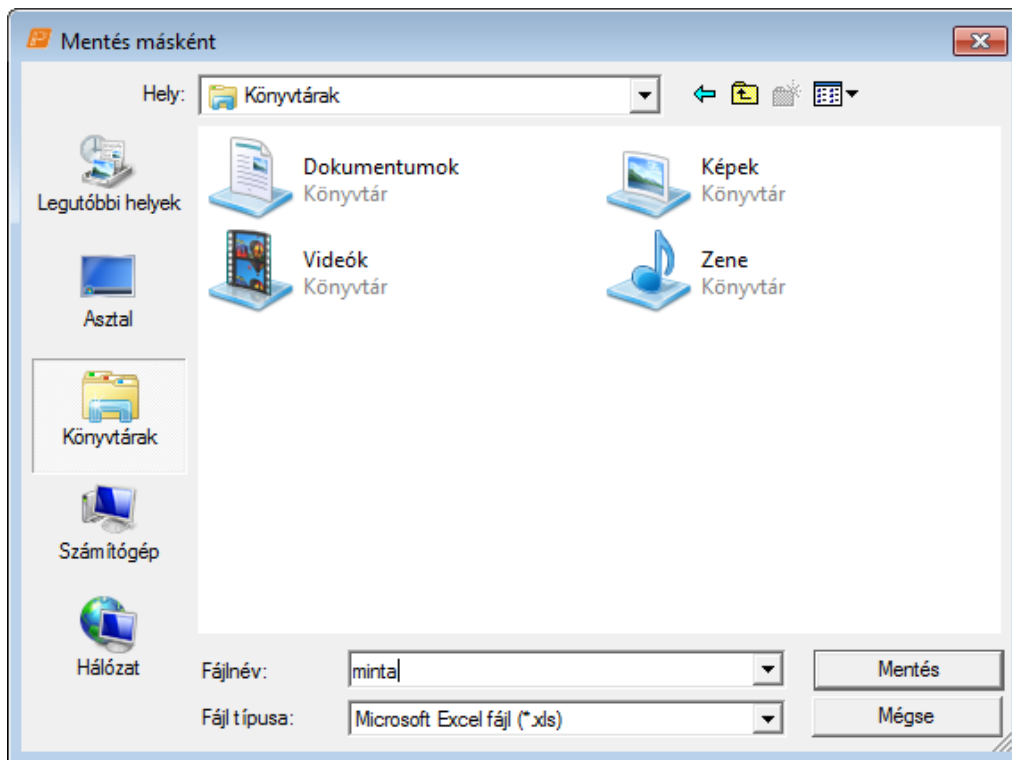 Mentés másként
Hely: Könyvtárak
Legutóbbi helyek
Asztal
Könyvtárak
Számítógép
Hálózat
Dokumentumok
Könyvtár
Képek
Könyvtár
Videók
Könyvtár
Zene
Könyvtár
Fájlnév: minta
Mentés
Fájl típusa: Microsoft Excel fájl (*.xls)
Mégse